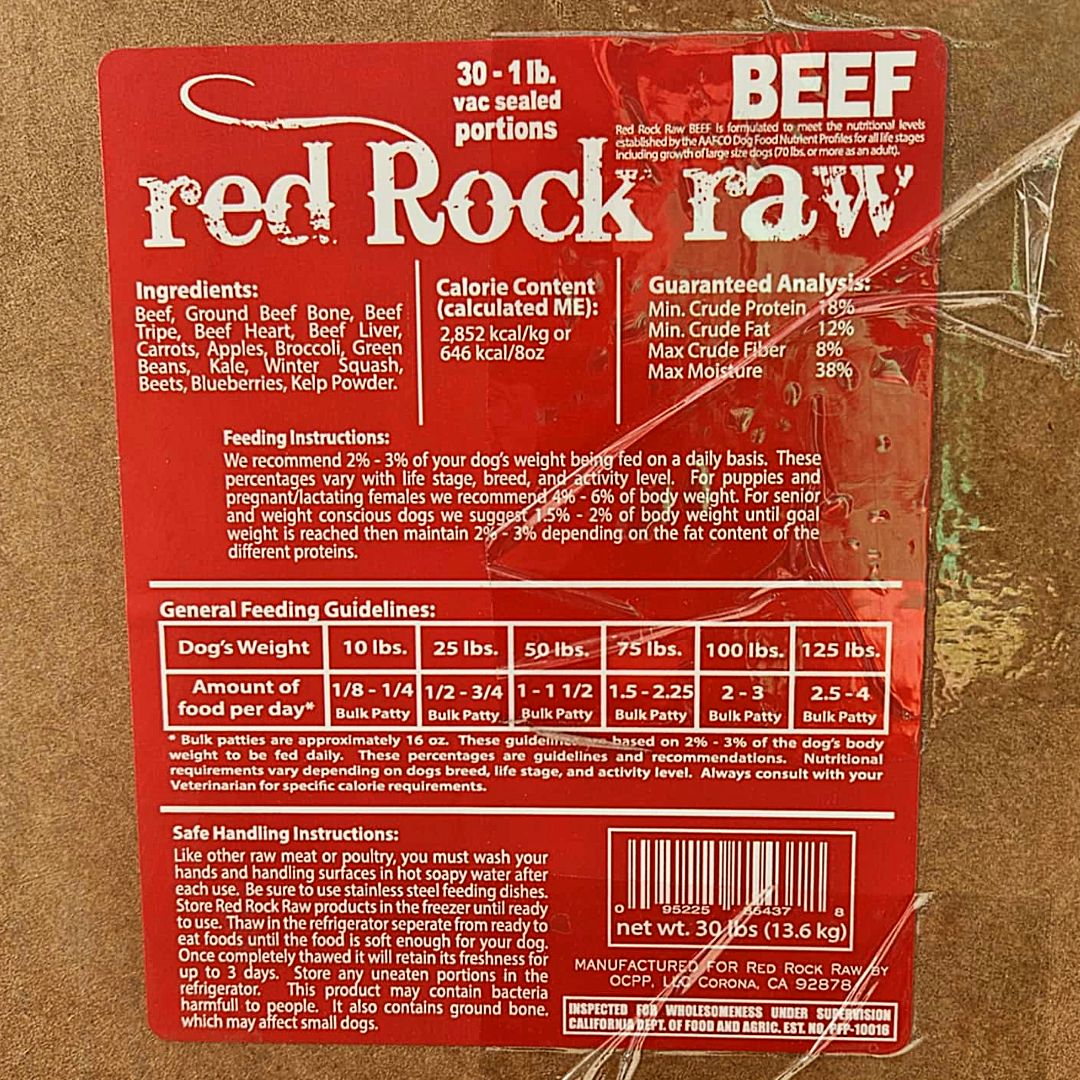 30 - 1 lb.
vac sealed
portions
BEEF
Red Rock Raw BEEF is formulated to meet the nutritional levels
established by the AAFCO Dog Food Nutrient Profiles for all life stages
including growth of large size dogs (70 lbs. or more as an adult).
red Rock raw
Ingredients:
Beef, Ground Beef Bone, Beef
Tripe, Beef Heart, Beef Liver,
Carrots, Apples, Broccoli, Green
Beans, Kale, Winter Squash,
Beets, Blueberries, Kelp Powder.
Calorie Content
(calculated ME):
2,852 kcal/kg or
646 kcal/8oz
Guaranteed Analysis:
Min. Crude Protein 18%
Min. Crude Fat 12%
Max Crude Fiber 8%
Max Moisture 38%
Feeding Instructions:
We recommend 2% - 3% of your dog's weight being fed on a daily basis. These
percentages vary with life stage, breed, and activity level. For puppies and
pregnant/lactating females we recommend 4% - 6% of body weight. For senior
and weight conscious dogs we suggest 1.5% - 2% of body weight until goal
weight is reached then maintain 2% - 3% depending on the fat content of the
different proteins.
General Feeding Guidelines:
Dog's Weight 10 lbs. 25 lbs. 50 lbs. 75 lbs. 100 lbs. 125 lbs.
Amount of
food per day* 1/8 - 1/4 1/2 - 3/4 1 - 1 1/2 1.5 - 2.25 2 - 3 2.5 - 4
Bulk Patty Bulk Patty Bulk Patty Bulk Patty Bulk Patty Bulk Patty
* Bulk patties are approximately 16 oz. These guidelines based on 2% - 3% of the dog's body
weight to be fed daily. These percentages are guidelines and recommendations. Nutritional
requirements vary depending on dogs breed, life stage, and activity level. Always consult with your
Veterinarian for specific calorie requirements.
Safe Handling Instructions:
Like other raw meat or poultry, you must wash your
hands and handling surfaces in hot soapy water after
each use. Be sure to use stainless steel feeding dishes.
Store Red Rock Raw products in the freezer until ready
to use. Thaw in the refrigerator seperate from ready to
eat foods until the food is soft enough for your dog.
Once completely thawed it will retain its freshness for
up to 3 days. Store any uneaten portions in the
refrigerator. This product may contain bacteria
harmfull to people. It also contains ground bone,
which may affect small dogs.
0 95225 8
net wt. 30 lbs (13.6 kg)
MANUFACTURED FOR RED ROCK RAW BY
OCPP, LLC CORONA, CA 92878
INSPECTED FOR WHOLESOMENESS UNDER SUPERVISION
CALIFORNIA DEPT. OF FOOD AND AGRIC. EST. NO. PFP-10016